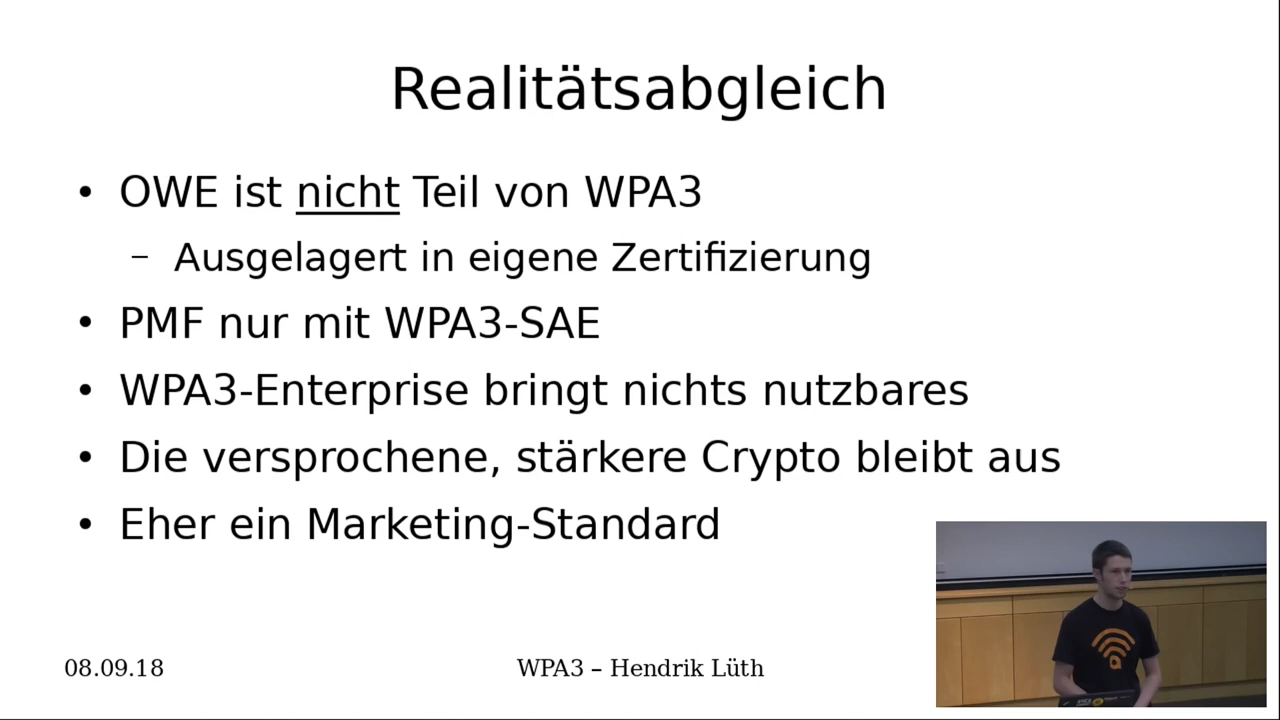 Realitätsabgleich
• OWE ist nicht Teil von WPA3
– Ausgelagert in eigene Zertifizierung
• PMF nur mit WPA3-SAE
• WPA3-Enterprise bringt nichts nutzbares
• Die versprochene, stärkere Crypto bleibt aus
• Eher ein Marketing-Standard
08.09.18
WPA3 – Hendrik Lüth